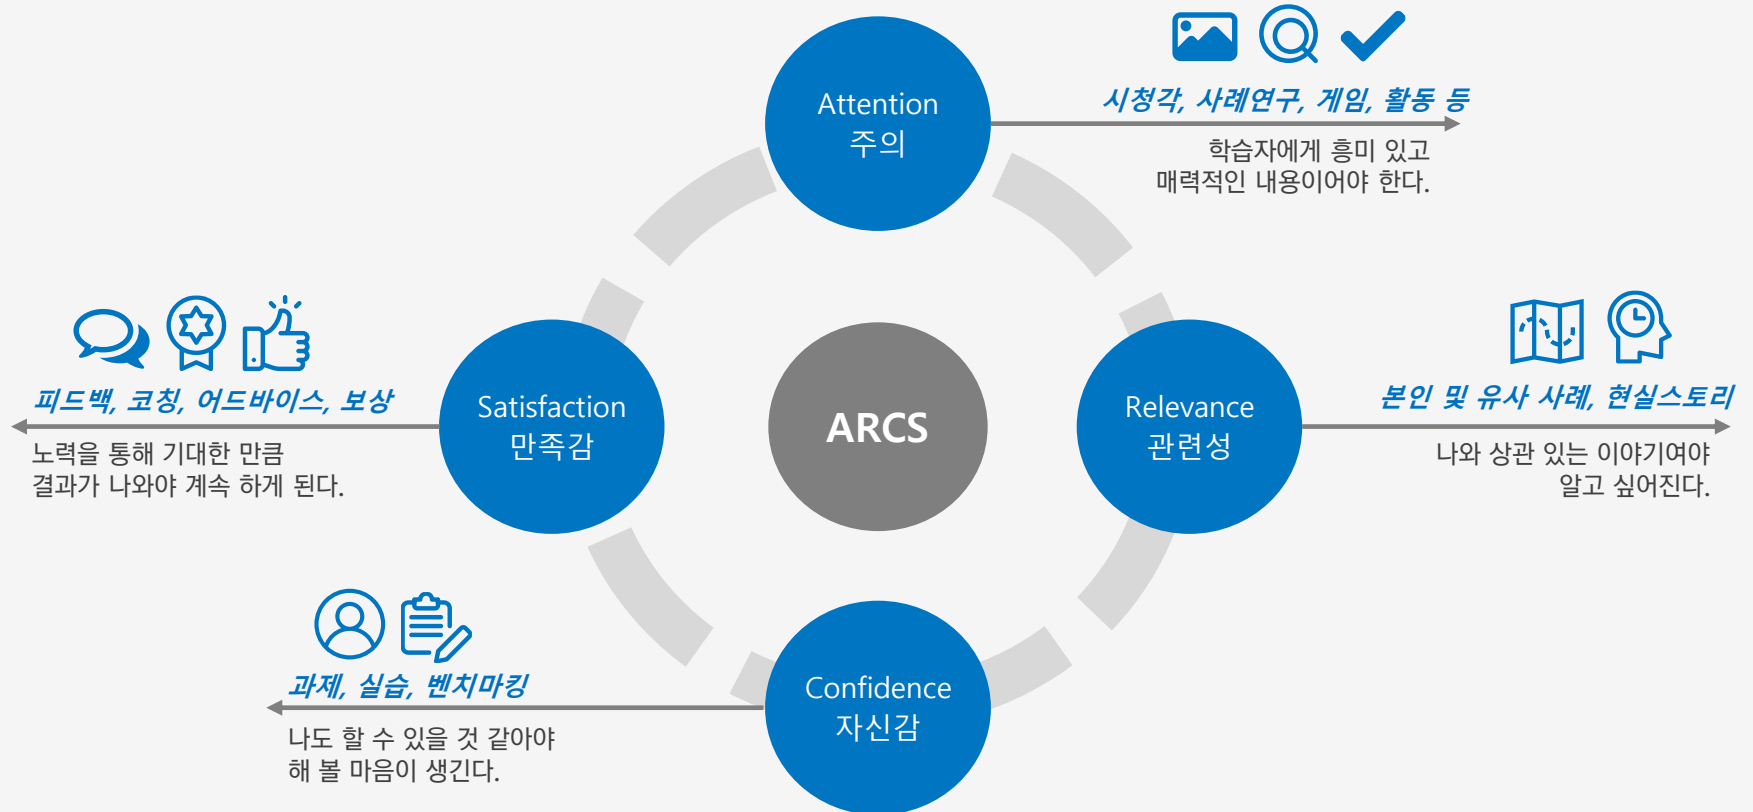 Attention
주의
시청각, 사례연구, 게임, 활동 등
학습자에게 흥미 있고
매력적인 내용이어야 한다.
피드백, 코칭, 어드바이스, 보상
노력을 통해 기대한 만큼
결과가 나와야 계속 하게 된다.
Satisfaction
만족감
ARCS
Relevance
관련성
본인 및 유사 사례, 현실스토리
나와 상관 있는 이야기여야
알고 싶어진다.
과제, 실습, 벤치마킹
나도 할 수 있을 것 같아야
해 볼 마음이 생긴다.
Confidence
자신감